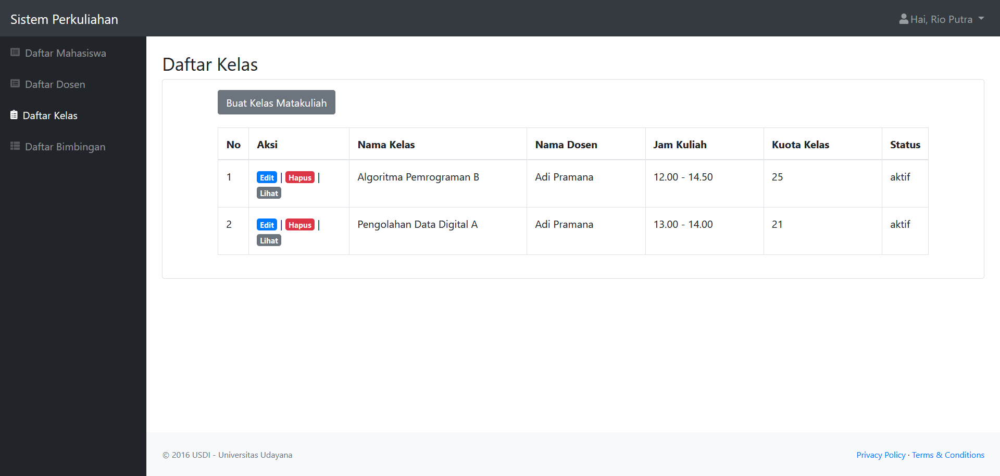 Sistem Perkuliahan
Hai, Rio Putra
Daftar Mahasiswa
Daftar Dosen
Daftar Kelas
Daftar Bimbingan
Daftar Kelas
Buat Kelas Matakuliah
No Aksi Nama Kelas Nama Dosen Jam Kuliah Kuota Kelas Status
1 Edit | Hapus | Algoritma Pemrograman B Adi Pramana 12.00 - 14.50 25 aktif
Lihat
2 Edit | Hapus | Pengolahan Data Digital A Adi Pramana 13.00 - 14.00 21 aktif
Lihat
© 2016 USDI - Universitas Udayana
Privacy Policy · Terms & Conditions